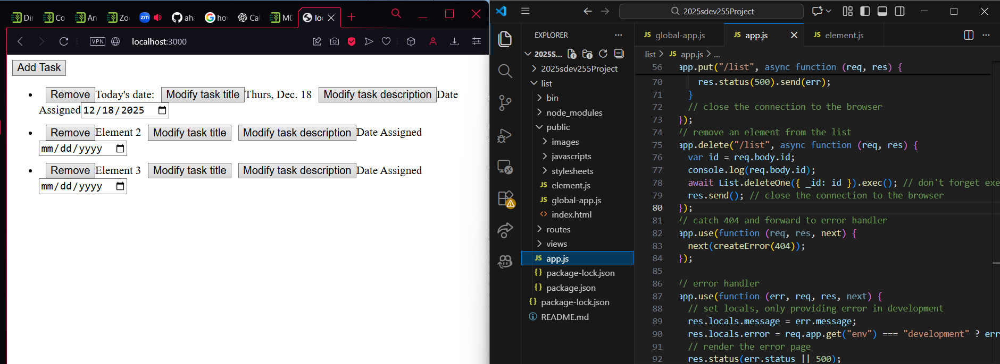 Dir
Co
An
Zo
zm
aha
ho
Cal
M0
lo
VPN
localhost:3000
Add Task
Remove Today's date: Modify task title Thurs, Dec. 18 Modify task description Date
Assigned 12/18/2025
Remove Element 2 Modify task title Modify task description Date Assigned
mm/dd/yyyy
Remove Element 3 Modify task title Modify task description Date Assigned
mm/dd/yyyy
2025sdev255Project
EXPLORER
2025S...
2025sdev255Project
list
bin
node_modules
public
images
javascripts
stylesheets
JS element.js
JS global-app.js
<> index.html
routes
views
JS app.js
{} package-lock.json
{} package.json
{} package-lock.json
README.md
JS global-app.js
JS app.js
JS element.js
list > JS app.js > ...
56 app.put("/list", async function (req, res) {
70 res.status(500).send(err);
71 }
72 // close the connection to the browser
73 });
74 // remove an element from the list
75 app.delete("/list", async function (req, res) {
76 var id = req.body.id;
77 console.log(req.body.id);
78 await List.deleteOne({ _id: id }).exec(); // don't forget exe
79 res.send(); // close the connection to the browser
80 });
81 // catch 404 and forward to error handler
82 app.use(function (req, res, next) {
83 next(createError(404));
84 });
85
86 // error handler
87 app.use(function (err, req, res, next) {
88 // set locals, only providing error in development
89 res.locals.message = err.message;
90 res.locals.error = req.app.get("env") === "development" ? err
91 // render the error page
92 res.status(err.status || 500);